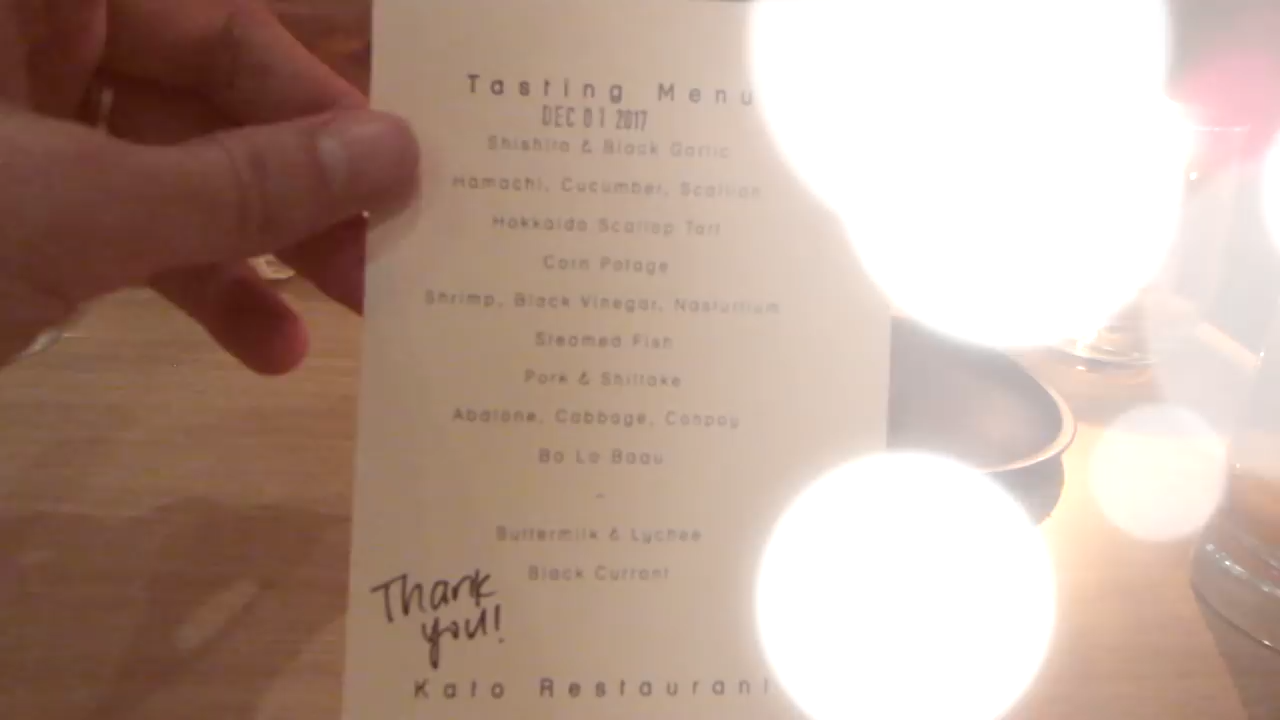 Tasting Menu
DEC 01 2017
Shishito & Black Garlic
Hamachi, Cucumber, Scallion
Hokkaido Scallop Tart
Corn Potage
Shrimp, Black Vinegar, Nasturtium
Steamed Fish
Pork & Shiitake
Abalone, Cabbage, Conpoy
Bo Lo Baau
-
Buttermilk & Lychee
Black Currant
Thank
you!
Kato Restaurant